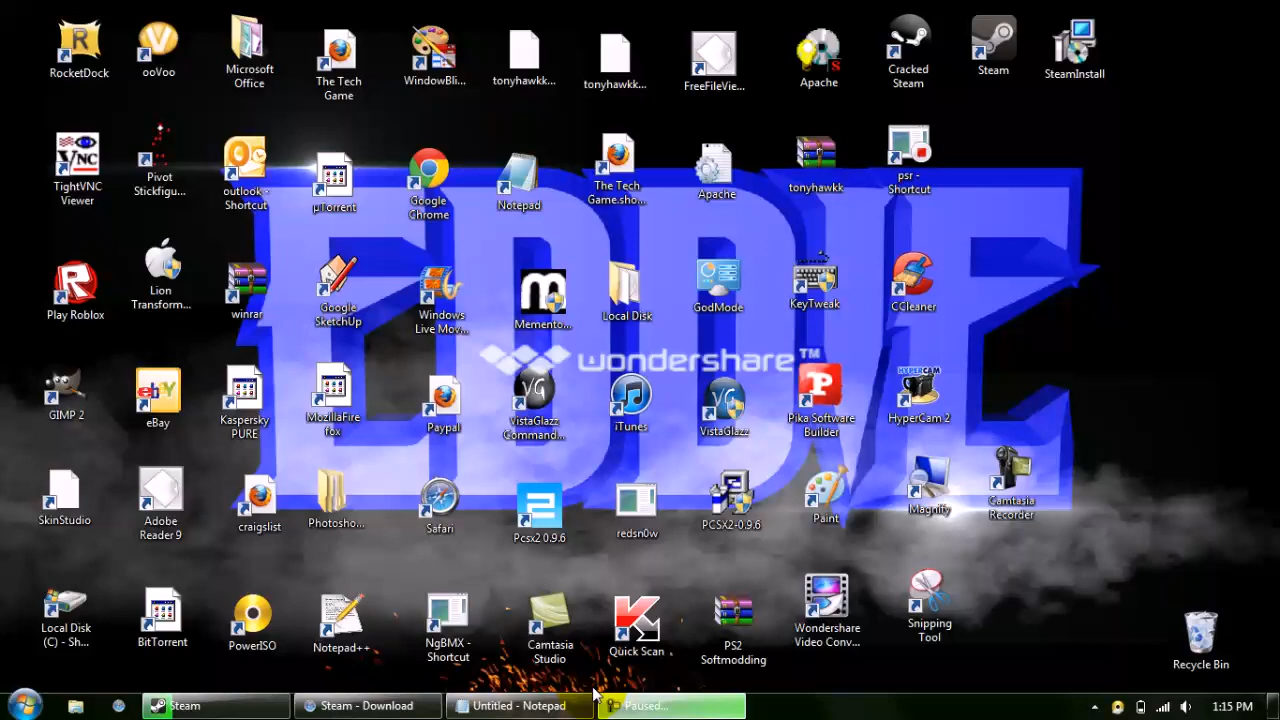 RocketDock
ooVoo
Microsoft
Office
The Tech
Game
WindowBli...
tonyhawkk...
tonyhawkk...
FreeFileVie...
Apache
Cracked
Steam
Steam
SteamInstall
TightVNC
Viewer
Pivot
Stickfigu...
outlook -
Shortcut
µTorrent
Google
Chrome
Notepad
The Tech
Game.sho...
Apache
tonyhawkk
psr -
Shortcut
EDDIE
Play Roblox
Lion
Transform...
winrar
Google
SketchUp
Windows
Live Mov...
Memento...
Local Disk
GodMode
KeyTweak
CCleaner
wondershare™
GIMP 2
eBay
Kaspersky
PURE
MozillaFire
fox
Paypal
VistaGlazz
Command...
iTunes
VistaGlazz
Pika Software
Builder
HYPERCAM
HyperCam 2
SkinStudio
Adobe
Reader 9
craigslist
Photosho...
Safari
Pcsx2 0.9.6
redsn0w
PCSX2-0.9.6
Paint
Magnify
Camtasia
Recorder
Local Disk
(C) - Sh...
BitTorrent
PowerISO
Notepad++
NgBMX -
Shortcut
Camtasia
Studio
Quick Scan
PS2
Softmodding
Wondershare
Video Conv...
Snipping
Tool
Recycle Bin
Steam
Steam - Download
Untitled - Notepad
Paused...
1:15 PM